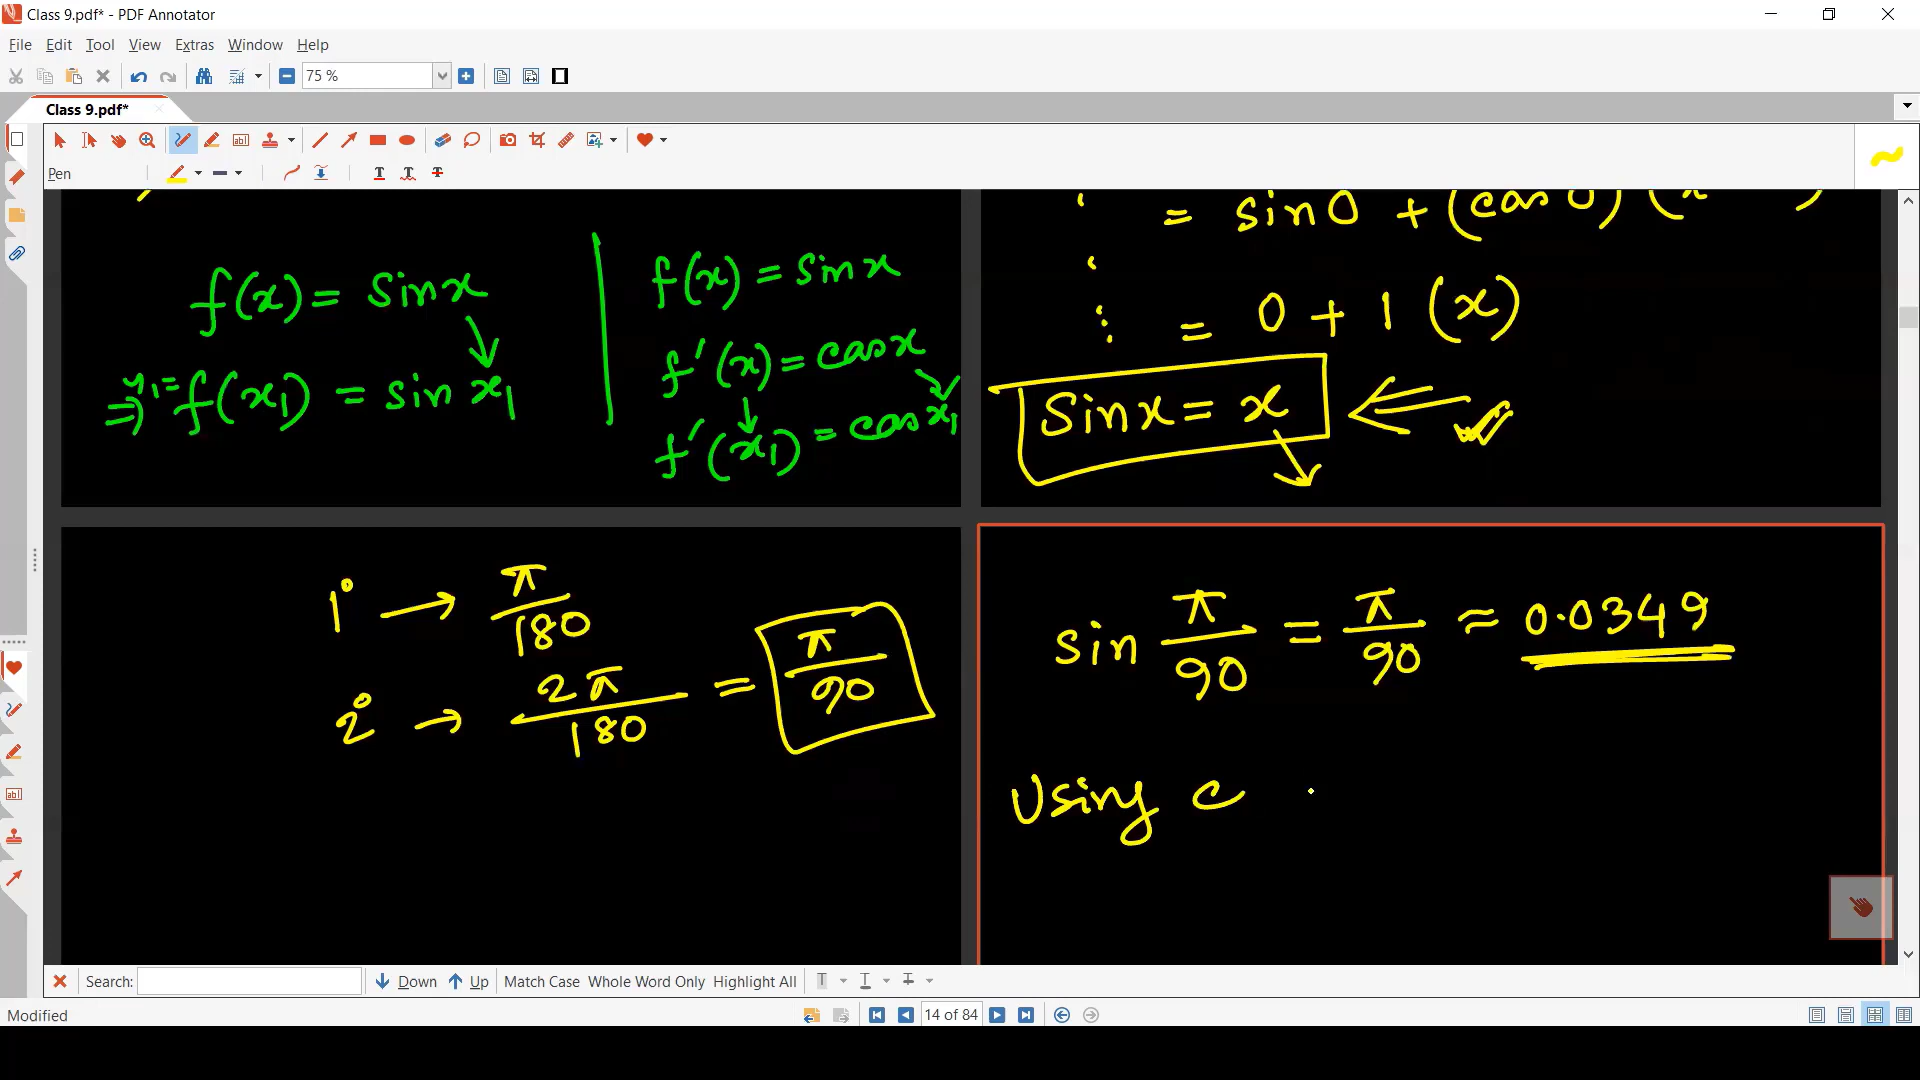 Class 9.pdf* - PDF Annotator
File Edit Tool View Extras Window Help
75 %
Class 9.pdf*
Pen
f(x) = Sinx
⇒ y₁= f(x₁) = sin x₁
f(x) = sinx
f'(x) = cosx
f'(x₁) = cosx₁
= sin0 + (cos0) (x
= 0 + 1 (x)
Sinx = x
1° → π/180
2° → 2π/180 = π/90
sin π/90 = π/90 ≈ 0.0349
Using c
Search: Down Up Match Case Whole Word Only Highlight All
Modified 14 of 84